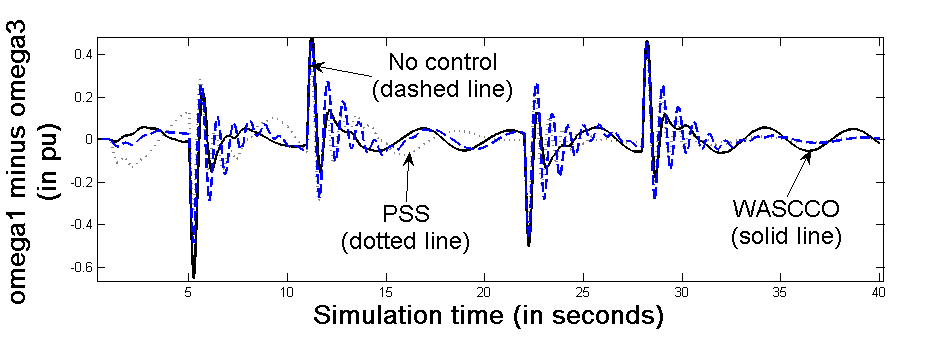 omega1 minus omega3
(in pu)
0.4
0.2
0
-0.2
-0.4
-0.6
No control
(dashed line)
PSS
(dotted line)
WASCCO
(solid line)
5
10
15
20
25
30
35
40
Simulation time (in seconds)